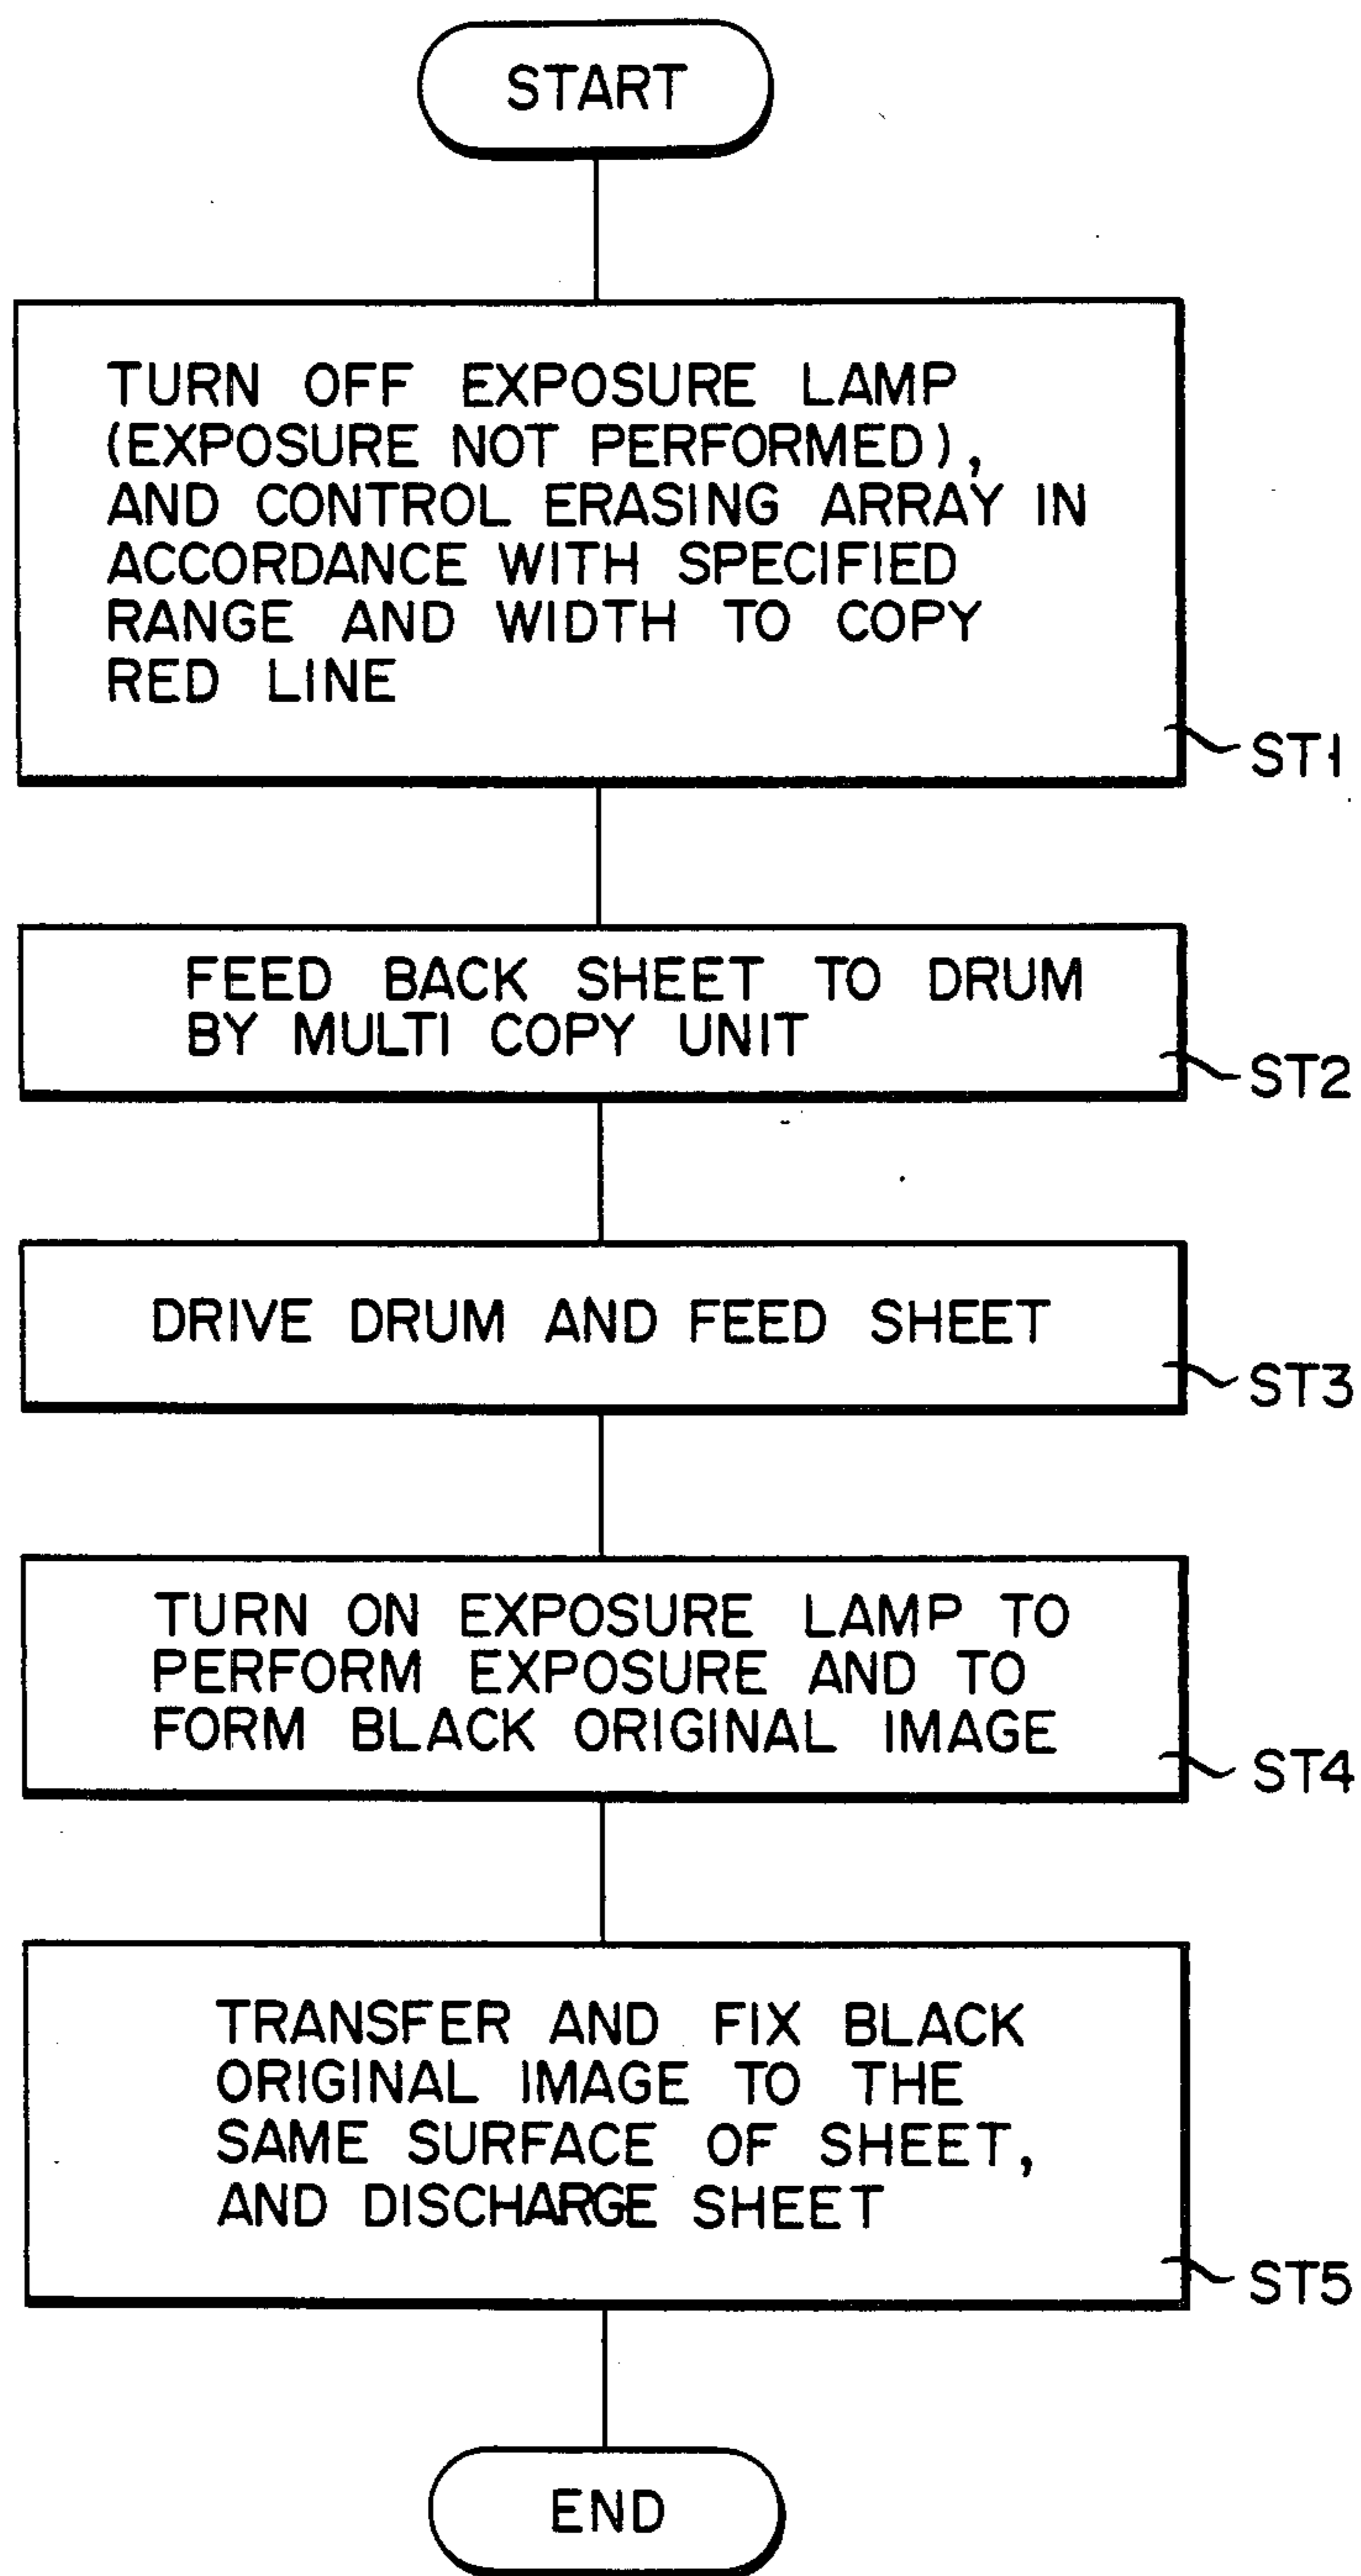 START
TURN OFF EXPOSURE LAMP
(EXPOSURE NOT PERFORMED),
AND CONTROL ERASING ARRAY IN
ACCORDANCE WITH SPECIFIED
RANGE AND WIDTH TO COPY
RED LINE
ST1
FEED BACK SHEET TO DRUM
BY MULTI COPY UNIT
ST2
DRIVE DRUM AND FEED SHEET
ST3
TURN ON EXPOSURE LAMP TO
PERFORM EXPOSURE AND TO
FORM BLACK ORIGINAL IMAGE
ST4
TRANSFER AND FIX BLACK
ORIGINAL IMAGE TO THE
SAME SURFACE OF SHEET,
AND DISCHARGE SHEET
ST5
END